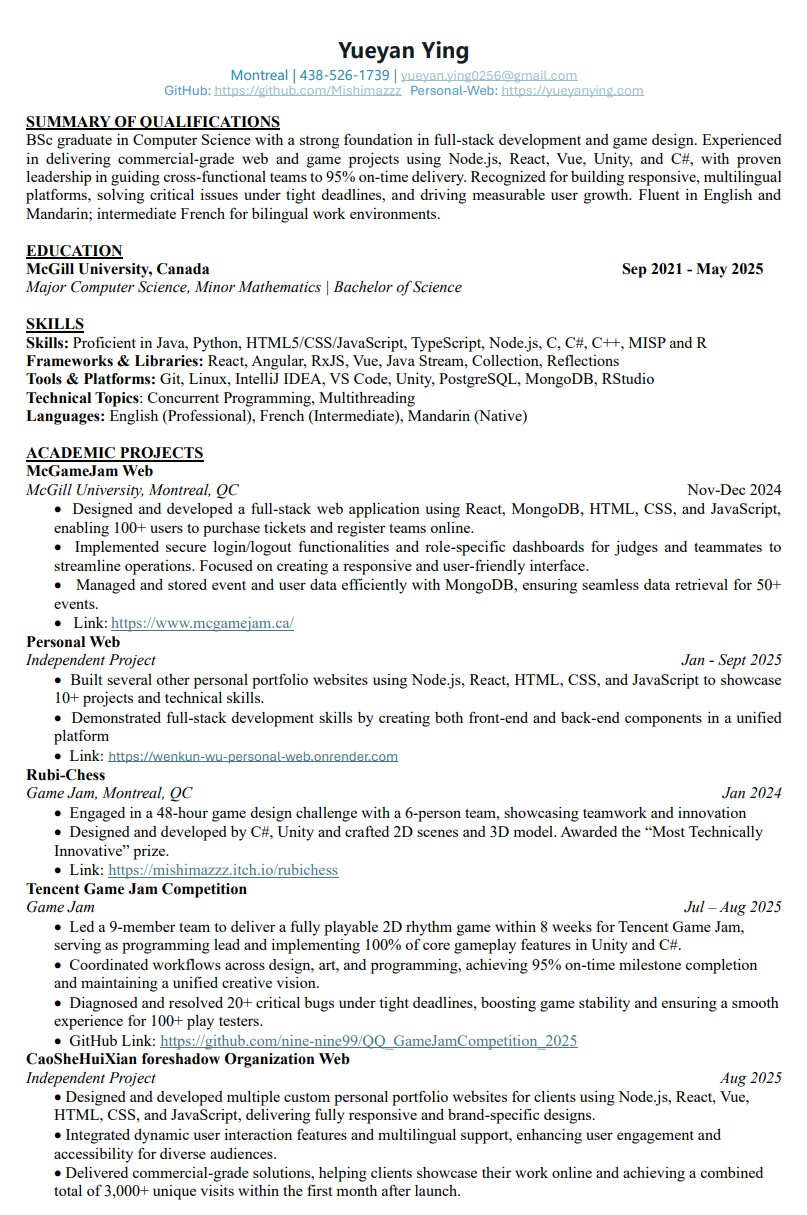 Yueyan Ying
Montreal | 438-526-1739 | yueyan.ying0256@gmail.com
GitHub: https://github.com/Mishimazzz Personal-Web: https://yueyanying.com
SUMMARY OF QUALIFICATIONS
BSc graduate in Computer Science with a strong foundation in full-stack development and game design. Experienced
in delivering commercial-grade web and game projects using Node.js, React, Vue, Unity, and C#, with proven
leadership in guiding cross-functional teams to 95% on-time delivery. Recognized for building responsive, multilingual
platforms, solving critical issues under tight deadlines, and driving measurable user growth. Fluent in English and
Mandarin; intermediate French for bilingual work environments.
EDUCATION
McGill University, Canada Sep 2021 - May 2025
Major Computer Science, Minor Mathematics | Bachelor of Science
SKILLS
Skills: Proficient in Java, Python, HTML5/CSS/JavaScript, TypeScript, Node.js, C, C#, C++, MISP and R
Frameworks & Libraries: React, Angular, RxJS, Vue, Java Stream, Collection, Reflections
Tools & Platforms: Git, Linux, IntelliJ IDEA, VS Code, Unity, PostgreSQL, MongoDB, RStudio
Technical Topics: Concurrent Programming, Multithreading
Languages: English (Professional), French (Intermediate), Mandarin (Native)
ACADEMIC PROJECTS
McGameJam Web
McGill University, Montreal, QC Nov-Dec 2024
• Designed and developed a full-stack web application using React, MongoDB, HTML, CSS, and JavaScript,
enabling 100+ users to purchase tickets and register teams online.
• Implemented secure login/logout functionalities and role-specific dashboards for judges and teammates to
streamline operations. Focused on creating a responsive and user-friendly interface.
• Managed and stored event and user data efficiently with MongoDB, ensuring seamless data retrieval for 50+
events.
• Link: https://www.mcgamejam.ca/
Personal Web
Independent Project Jan - Sept 2025
• Built several other personal portfolio websites using Node.js, React, HTML, CSS, and JavaScript to showcase
10+ projects and technical skills.
• Demonstrated full-stack development skills by creating both front-end and back-end components in a unified
platform
• Link: https://wenkun-wu-personal-web.onrender.com
Rubi-Chess
Game Jam, Montreal, QC Jan 2024
• Engaged in a 48-hour game design challenge with a 6-person team, showcasing teamwork and innovation
• Designed and developed by C#, Unity and crafted 2D scenes and 3D model. Awarded the “Most Technically
Innovative” prize.
• Link: https://mishimazzz.itch.io/rubichess
Tencent Game Jam Competition
Game Jam Jul – Aug 2025
• Led a 9-member team to deliver a fully playable 2D rhythm game within 8 weeks for Tencent Game Jam,
serving as programming lead and implementing 100% of core gameplay features in Unity and C#.
• Coordinated workflows across design, art, and programming, achieving 95% on-time milestone completion
and maintaining a unified creative vision.
• Diagnosed and resolved 20+ critical bugs under tight deadlines, boosting game stability and ensuring a smooth
experience for 100+ play testers.
• GitHub Link: https://github.com/nine-nine99/QQ_GameJamCompetition_2025
CaoSheHuiXian foreshadow Organization Web
Independent Project Aug 2025
• Designed and developed multiple custom personal portfolio websites for clients using Node.js, React, Vue,
HTML, CSS, and JavaScript, delivering fully responsive and brand-specific designs.
• Integrated dynamic user interaction features and multilingual support, enhancing user engagement and
accessibility for diverse audiences.
• Delivered commercial-grade solutions, helping clients showcase their work online and achieving a combined
total of 3,000+ unique visits within the first month after launch.